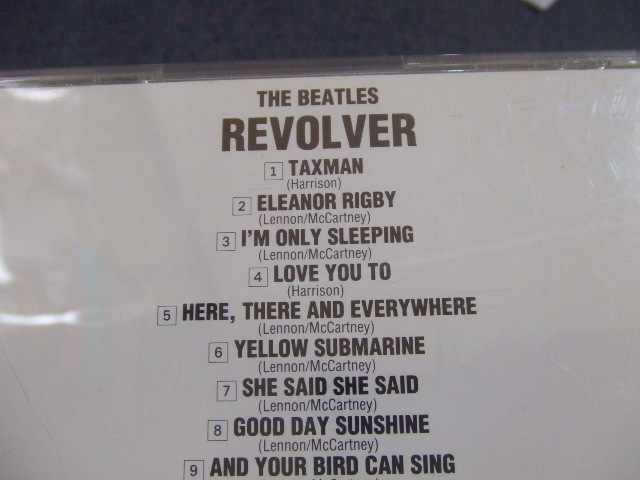 THE BEATLES
REVOLVER
1 TAXMAN
(Harrison)
2 ELEANOR RIGBY
(Lennon/McCartney)
3 I'M ONLY SLEEPING
(Lennon/McCartney)
4 LOVE YOU TO
(Harrison)
5 HERE, THERE AND EVERYWHERE
(Lennon/McCartney)
6 YELLOW SUBMARINE
(Lennon/McCartney)
7 SHE SAID SHE SAID
(Lennon/McCartney)
8 GOOD DAY SUNSHINE
(Lennon/McCartney)
9 AND YOUR BIRD CAN SING